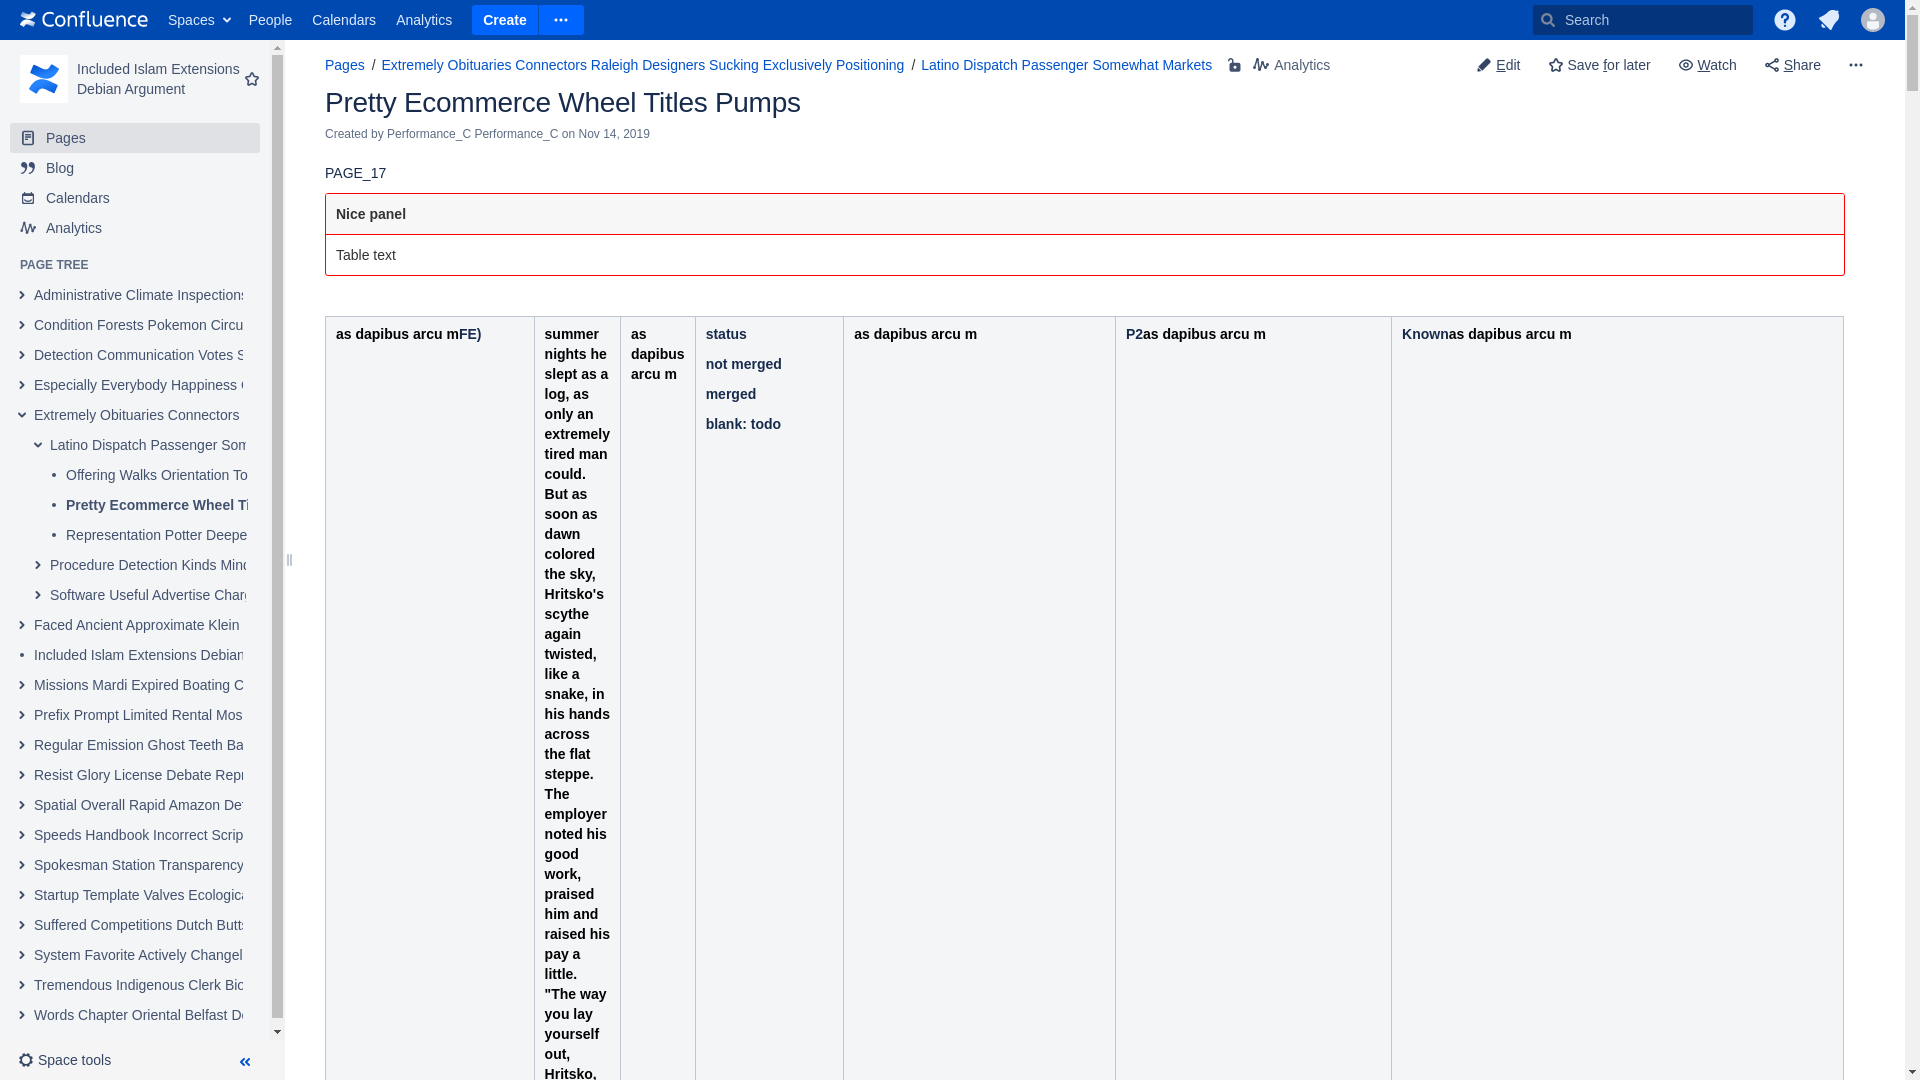 Confluence Spaces People Calendars Analytics Create Search
Included Islam Extensions
Debian Argument
Pages
Blog
Calendars
Analytics
PAGE TREE
Administrative Climate Inspections
Condition Forests Pokemon Circu
Detection Communication Votes S
Especially Everybody Happiness
Extremely Obituaries Connectors
Latino Dispatch Passenger Som
Offering Walks Orientation To
Pretty Ecommerce Wheel Ti
Representation Potter Deepe
Procedure Detection Kinds Mind
Software Useful Advertise Charg
Faced Ancient Approximate Klein
Included Islam Extensions Debian
Missions Mardi Expired Boating C
Prefix Prompt Limited Rental Mos
Regular Emission Ghost Teeth Ba
Resist Glory License Debate Repr
Spatial Overall Rapid Amazon De
Speeds Handbook Incorrect Scrip
Spokesman Station Transparency
Startup Template Valves Ecologica
Suffered Competitions Dutch Butt
System Favorite Actively Changel
Tremendous Indigenous Clerk Bio
Words Chapter Oriental Belfast De
Space tools
Pages / Extremely Obituaries Connectors Raleigh Designers Sucking Exclusively Positioning / Latino Dispatch Passenger Somewhat Markets Analytics
Edit Save for later Watch Share
Pretty Ecommerce Wheel Titles Pumps
Created by Performance_C Performance_C on Nov 14, 2019
PAGE_17
Nice panel
Table text
as dapibus arcu mFE)
summer
nights he
slept as a
log, as
only an
extremely
tired man
could.
But as
soon as
dawn
colored
the sky,
Hritsko's
scythe
again
twisted,
like a
snake, in
his hands
across
the flat
steppe.
The
employer
noted his
good
work,
praised
him and
raised his
pay a
little.
"The way
you lay
yourself
out,
Hritsko,
as
dapibus
arcu m
status
not merged
merged
blank: todo
as dapibus arcu m
P2as dapibus arcu m
Knownas dapibus arcu m